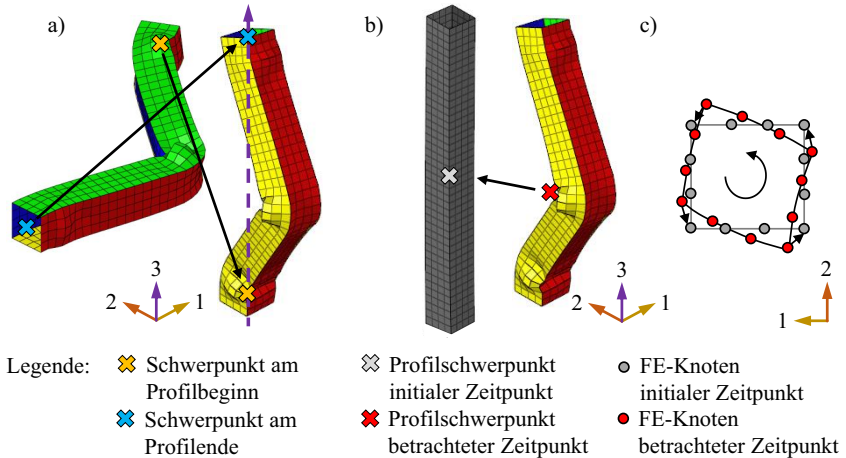 a)
b)
c)
3
2
1
3
2
1
2
1
Legende:
Schwerpunkt am
Profilbeginn
Schwerpunkt am
Profilende
Profilschwerpunkt
initialer Zeitpunkt
Profilschwerpunkt
betrachteter Zeitpunkt
FE-Knoten
initialer Zeitpunkt
FE-Knoten
betrachteter Zeitpunkt